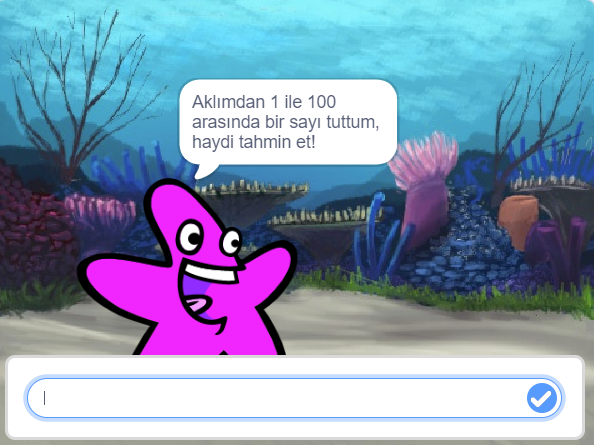 Aklımdan 1 ile 100
arasında bir sayı tuttum,
haydi tahmin et!